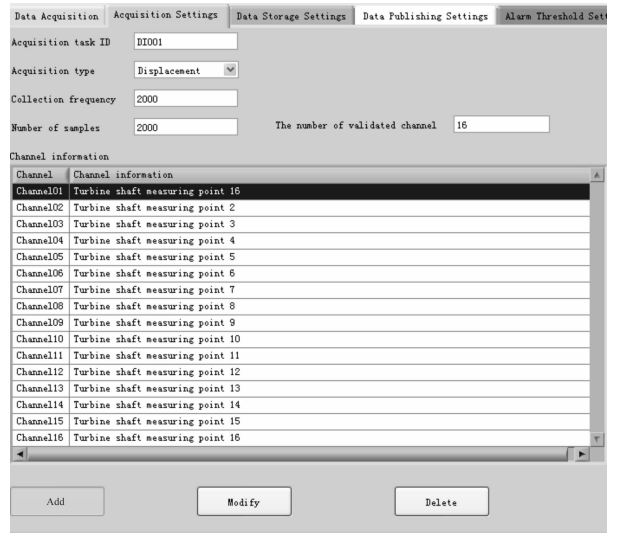 Data Acquisition Acquisition Settings Data Storage Settings Data Publishing Settings Alarm Threshold Sett
Acquisition task ID DI001
Acquisition type Displacement
Collection frequency 2000
Number of samples 2000 The number of validated channel 16
Channel information
Channel Channel information
Channel01 Turbine shaft measuring point 16
Channel02 Turbine shaft measuring point 2
Channel03 Turbine shaft measuring point 3
Channel04 Turbine shaft measuring point 4
Channel05 Turbine shaft measuring point 5
Channel06 Turbine shaft measuring point 6
Channel07 Turbine shaft measuring point 7
Channel08 Turbine shaft measuring point 8
Channel09 Turbine shaft measuring point 9
Channel10 Turbine shaft measuring point 10
Channel11 Turbine shaft measuring point 11
Channel12 Turbine shaft measuring point 12
Channel13 Turbine shaft measuring point 13
Channel14 Turbine shaft measuring point 14
Channel15 Turbine shaft measuring point 15
Channel16 Turbine shaft measuring point 16
Add Modify Delete